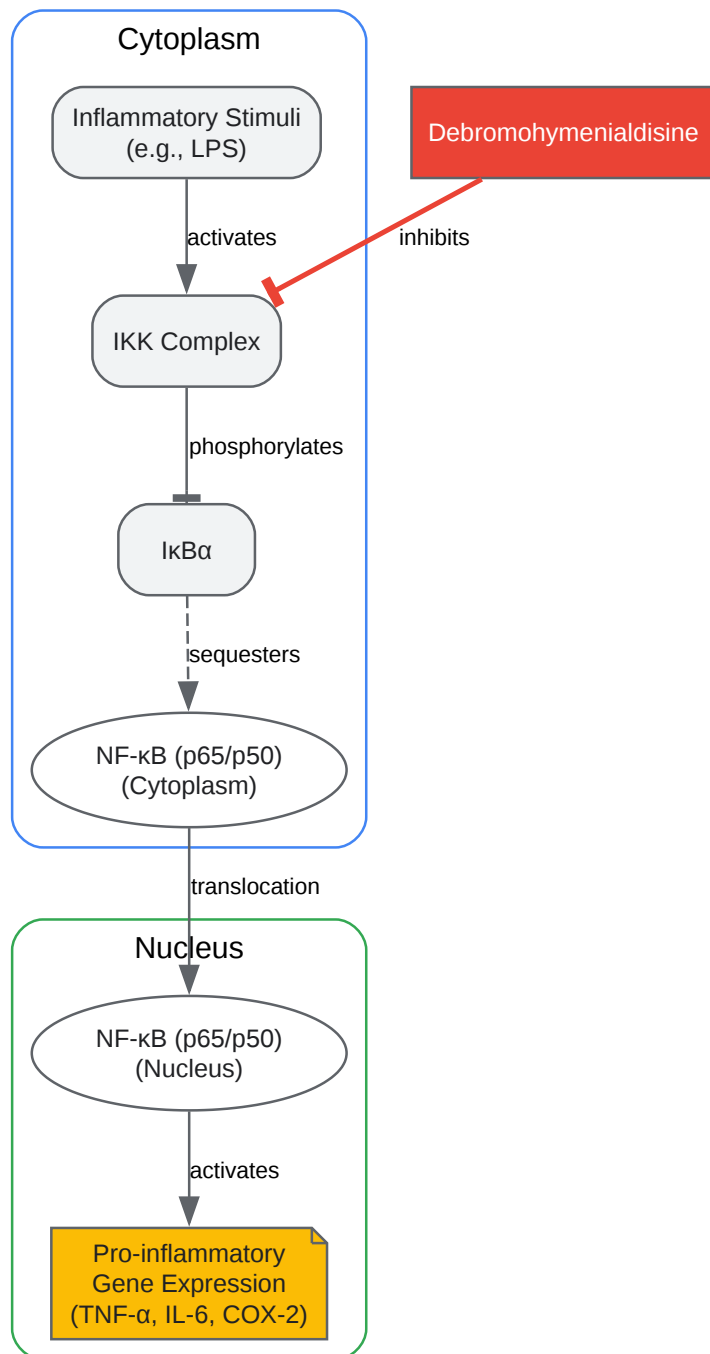 Cytoplasm
Inflammatory Stimuli
(e.g., LPS)
Debromohymenialdisine
activates
inhibits
IKK Complex
phosphorylates
IκBα
sequesters
NF-κB (p65/p50)
(Cytoplasm)
translocation
Nucleus
NF-κB (p65/p50)
(Nucleus)
activates
Pro-inflammatory
Gene Expression
(TNF-α, IL-6, COX-2)